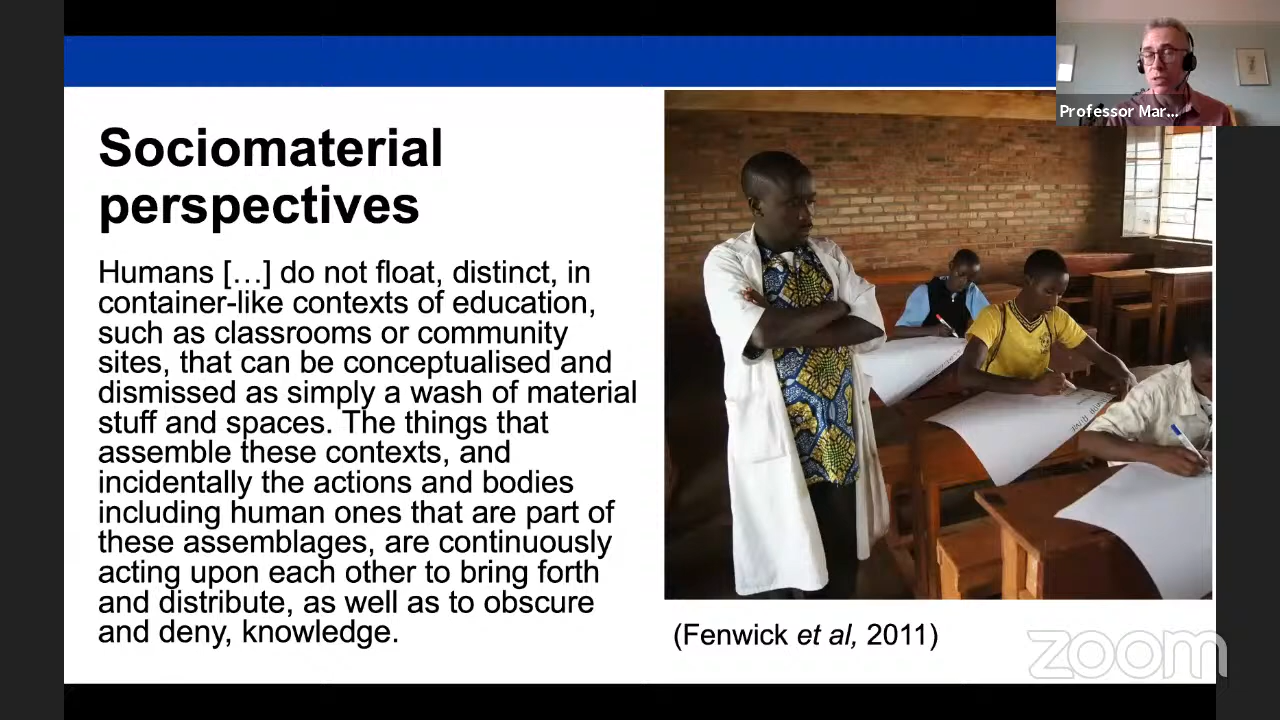 Professor Mar...
Sociomaterial
perspectives
Humans […] do not float, distinct, in
container-like contexts of education,
such as classrooms or community
sites, that can be conceptualised and
dismissed as simply a wash of material
stuff and spaces. The things that
assemble these contexts, and
incidentally the actions and bodies
including human ones that are part of
these assemblages, are continuously
acting upon each other to bring forth
and distribute, as well as to obscure
and deny, knowledge.
(Fenwick et al, 2011)
zoom